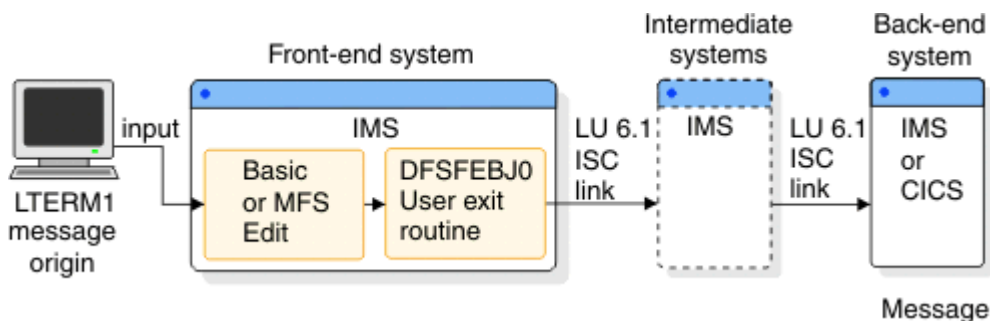 Front-end system
Intermediate
systems
Back-end
system
input
LTERM1
message
origin
IMS
Basic
or MFS
Edit
DFSFEBJ0
User exit
routine
LU 6.1
ISC
link
IMS
LU 6.1
ISC
link
IMS
or
CICS
Message